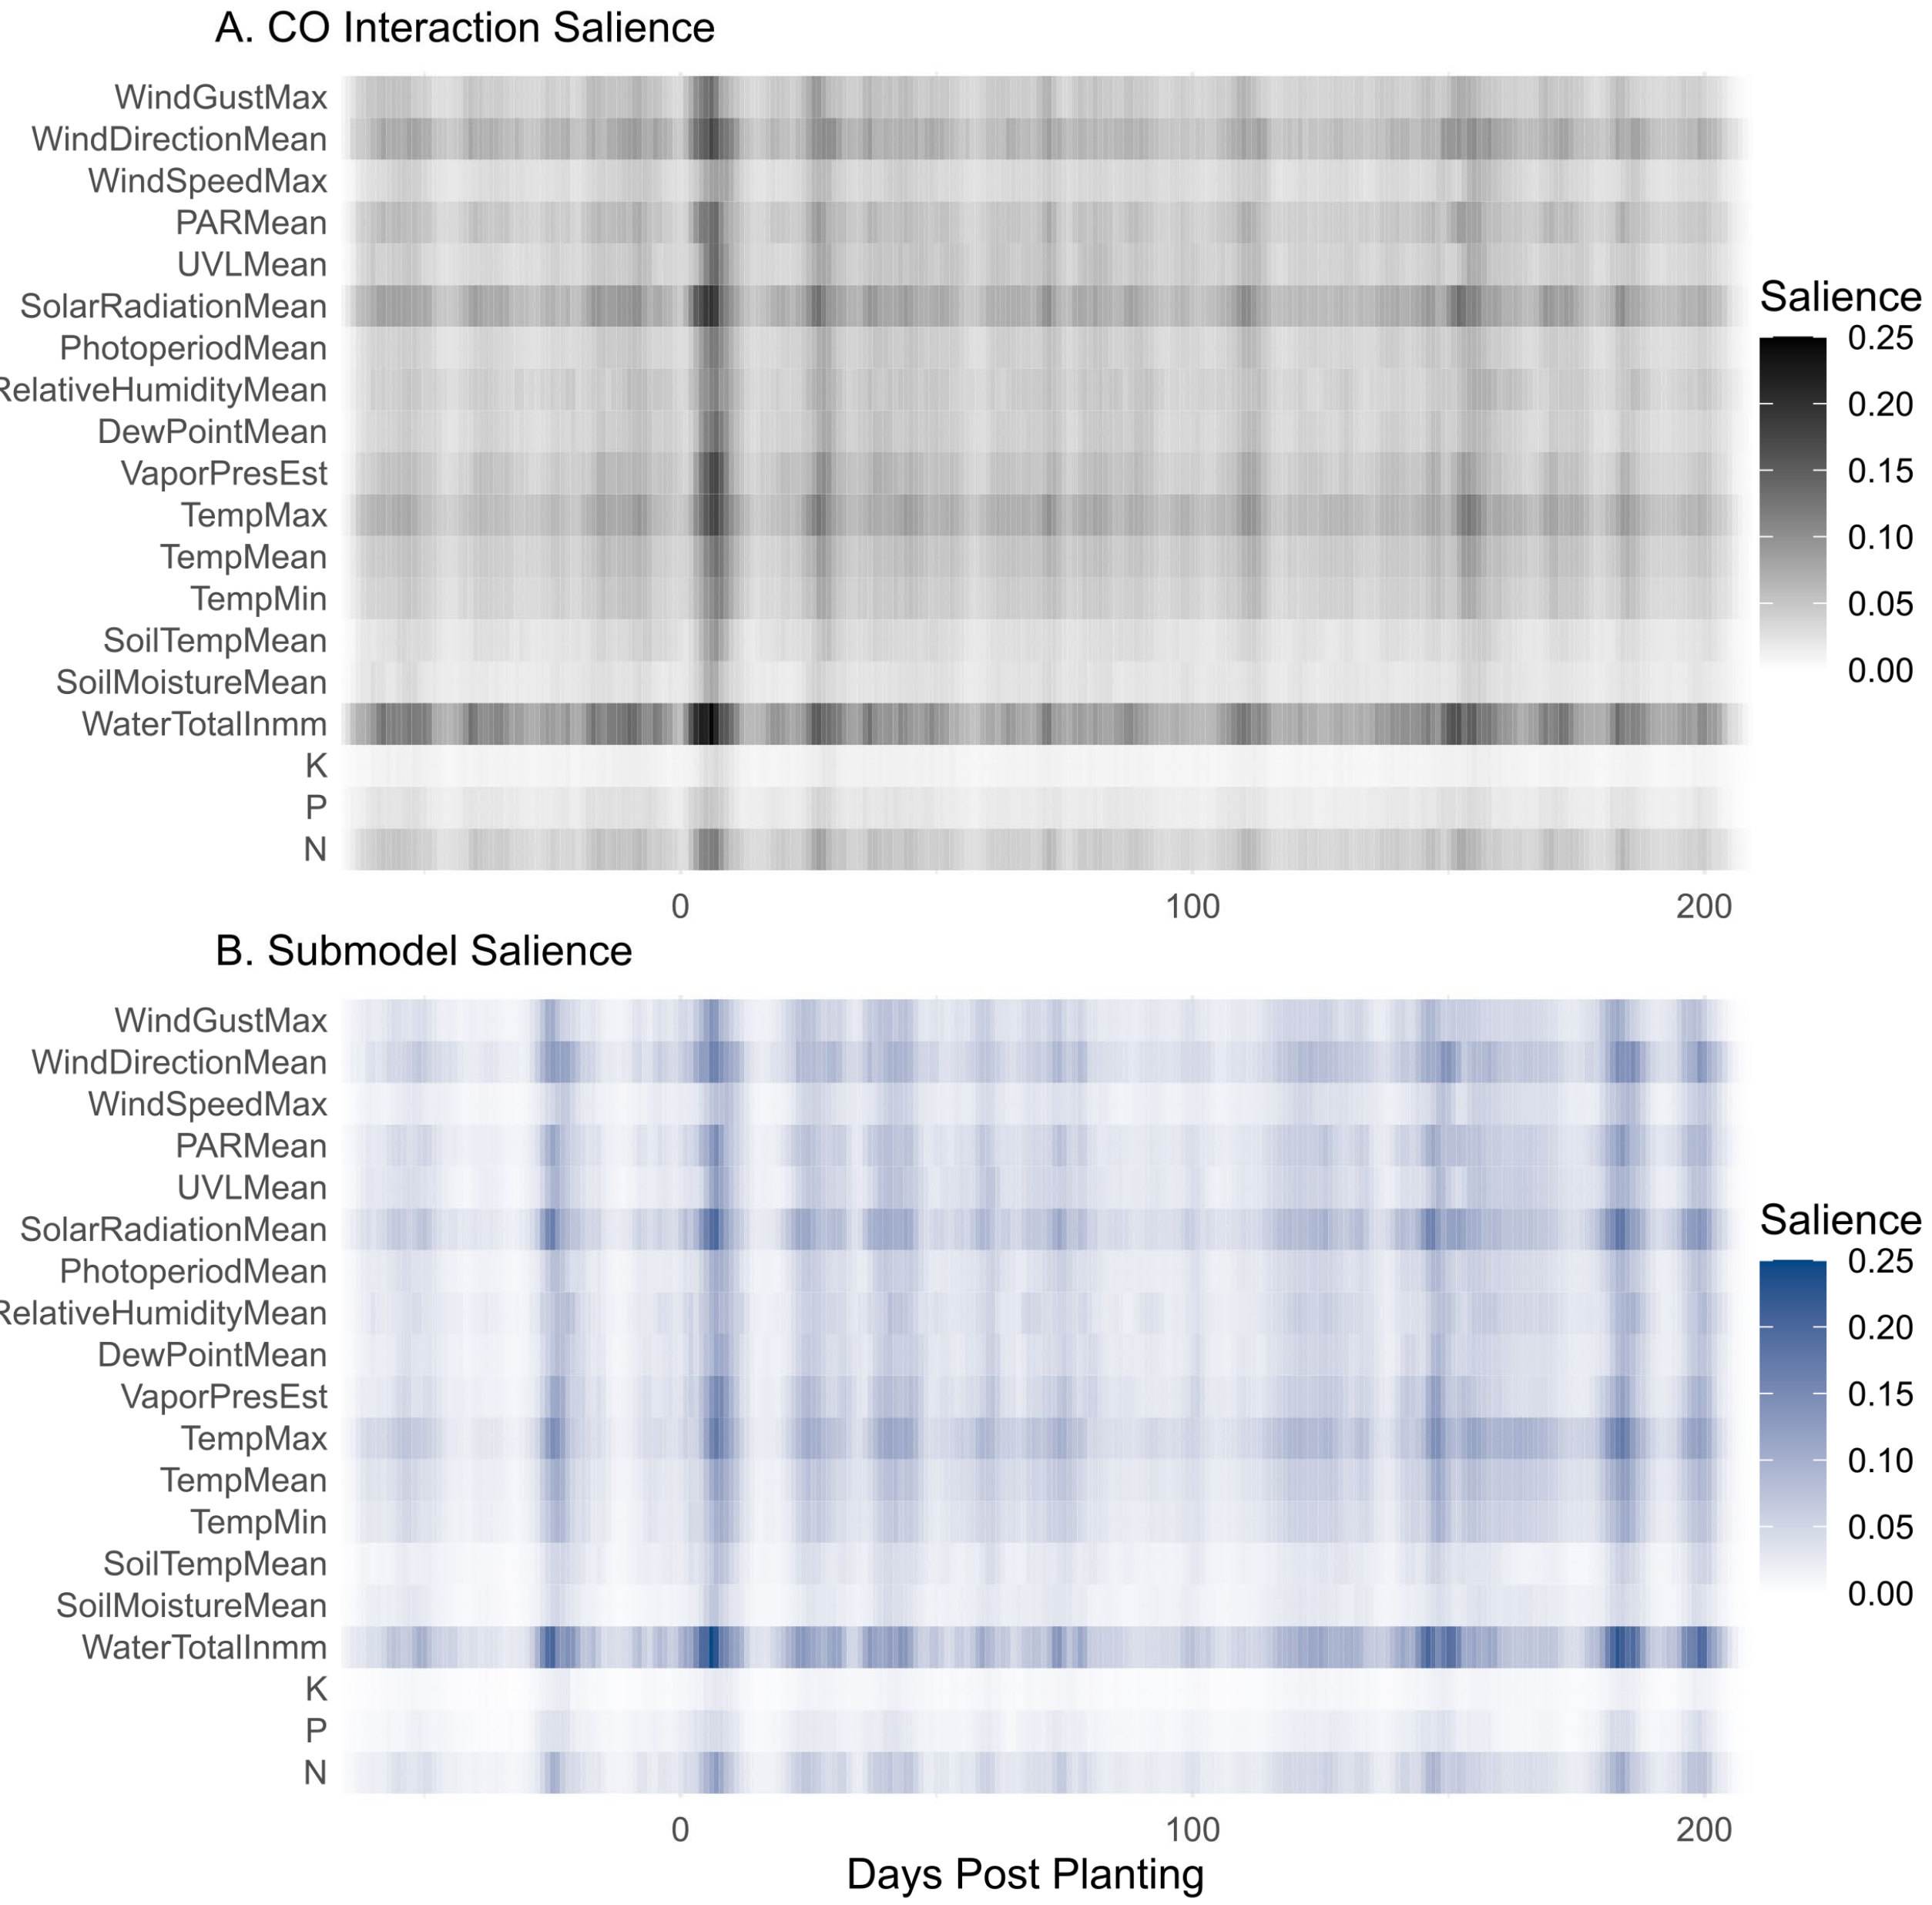 A. CO Interaction Salience
WindGustMax
WindDirectionMean
WindSpeedMax
PARMean
UVLMean
SolarRadiationMean
PhotoperiodMean
RelativeHumidityMean
DewPointMean
VaporPresEst
TempMax
TempMean
TempMin
SoilTempMean
SoilMoistureMean
WaterTotalInmm
K
P
N
0 100 200
Salience
0.25
0.20
0.15
0.10
0.05
0.00
B. Submodel Salience
WindGustMax
WindDirectionMean
WindSpeedMax
PARMean
UVLMean
SolarRadiationMean
PhotoperiodMean
RelativeHumidityMean
DewPointMean
VaporPresEst
TempMax
TempMean
TempMin
SoilTempMean
SoilMoistureMean
WaterTotalInmm
K
P
N
0 100 200
Days Post Planting
Salience
0.25
0.20
0.15
0.10
0.05
0.00